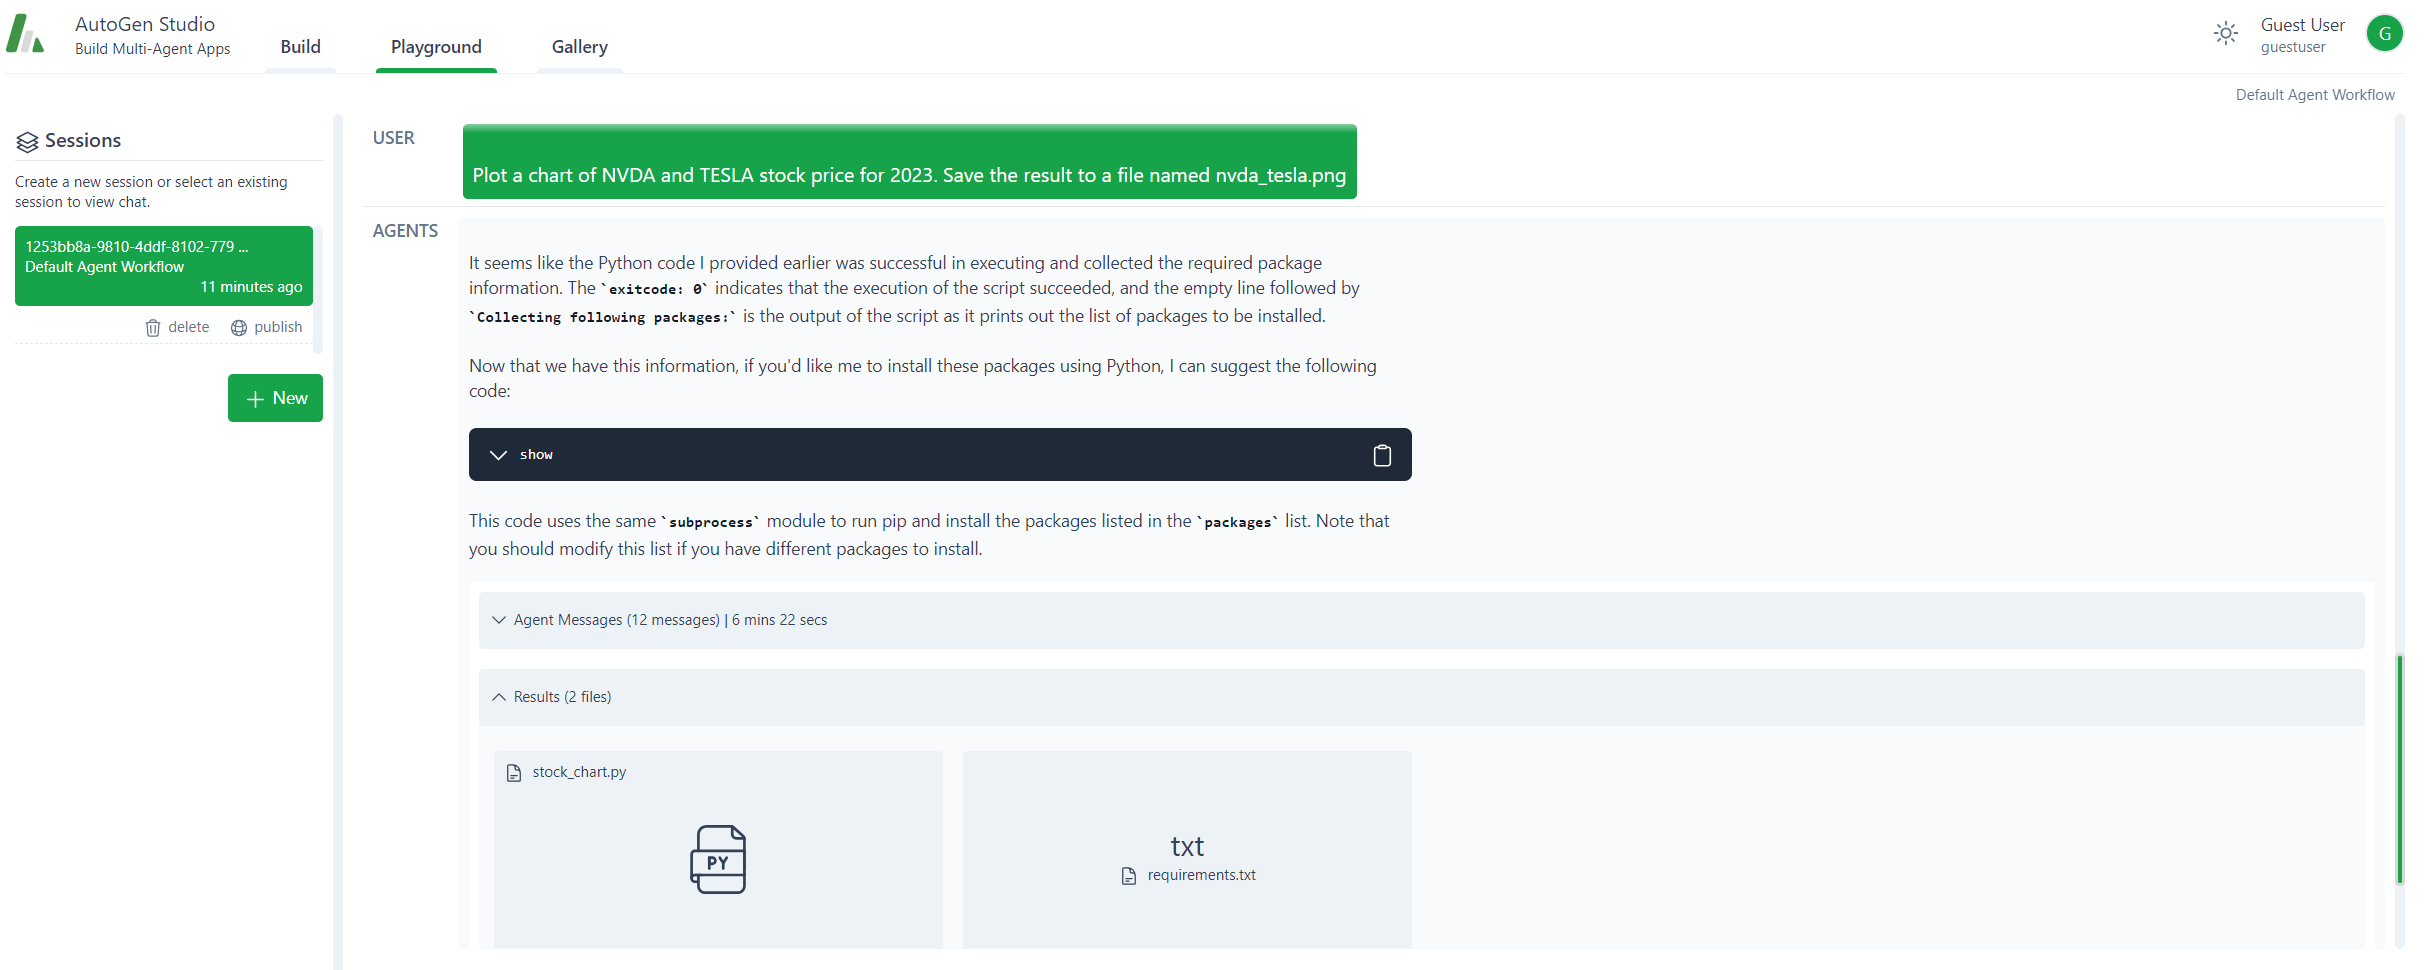 AutoGen Studio
Build Multi-Agent Apps
Build
Playground
Gallery
Guest User
guestuser
G
Default Agent Workflow
Sessions
Create a new session or select an existing
session to view chat.
1253bb8a-9810-4ddf-8102-779 ...
Default Agent Workflow
11 minutes ago
delete
publish
+ New
USER
Plot a chart of NVDA and TESLA stock price for 2023. Save the result to a file named nvda_tesla.png
AGENTS
It seems like the Python code I provided earlier was successful in executing and collected the required package
information. The `exitcode: 0` indicates that the execution of the script succeeded, and the empty line followed by
`Collecting following packages:` is the output of the script as it prints out the list of packages to be installed.
Now that we have this information, if you'd like me to install these packages using Python, I can suggest the following
code:
show
This code uses the same `subprocess` module to run pip and install the packages listed in the `packages` list. Note that
you should modify this list if you have different packages to install.
Agent Messages (12 messages) | 6 mins 22 secs
Results (2 files)
stock_chart.py
PY
txt
requirements.txt